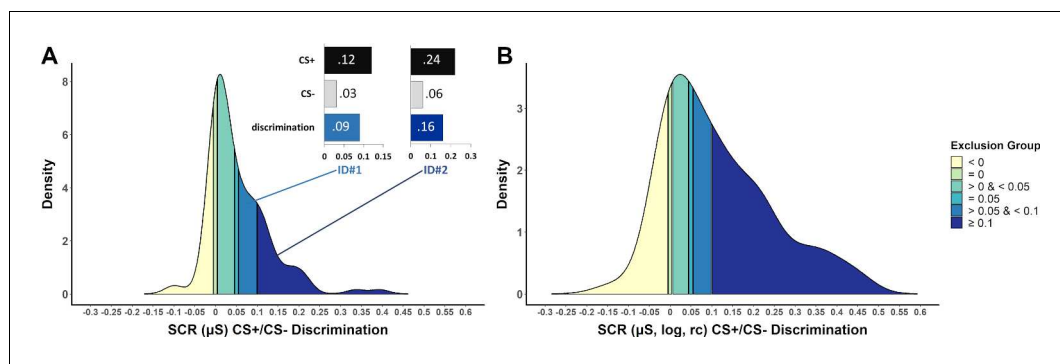 A
CS+
.12
.24
CS-
.03
.06
discrimination
.09
.16
0 0.05 0.1 0.15
0 0.1 0.2 0.3
ID#1
ID#2
Density
8
6
4
2
0
-0.3 -0.25 -0.2 -0.15 -0.1 -0.05 0 0.05 0.1 0.15 0.2 0.25 0.3 0.35 0.4 0.45 0.5 0.55 0.6
SCR (µS) CS+/CS- Discrimination
B
Density
3
2
1
0
-0.3 -0.25 -0.2 -0.15 -0.1 -0.05 0 0.05 0.1 0.15 0.2 0.25 0.3 0.35 0.4 0.45 0.5 0.55 0.6
SCR (µS, log, rc) CS+/CS- Discrimination
Exclusion Group
< 0
= 0
> 0 & < 0.05
= 0.05
> 0.05 & < 0.1
≥ 0.1